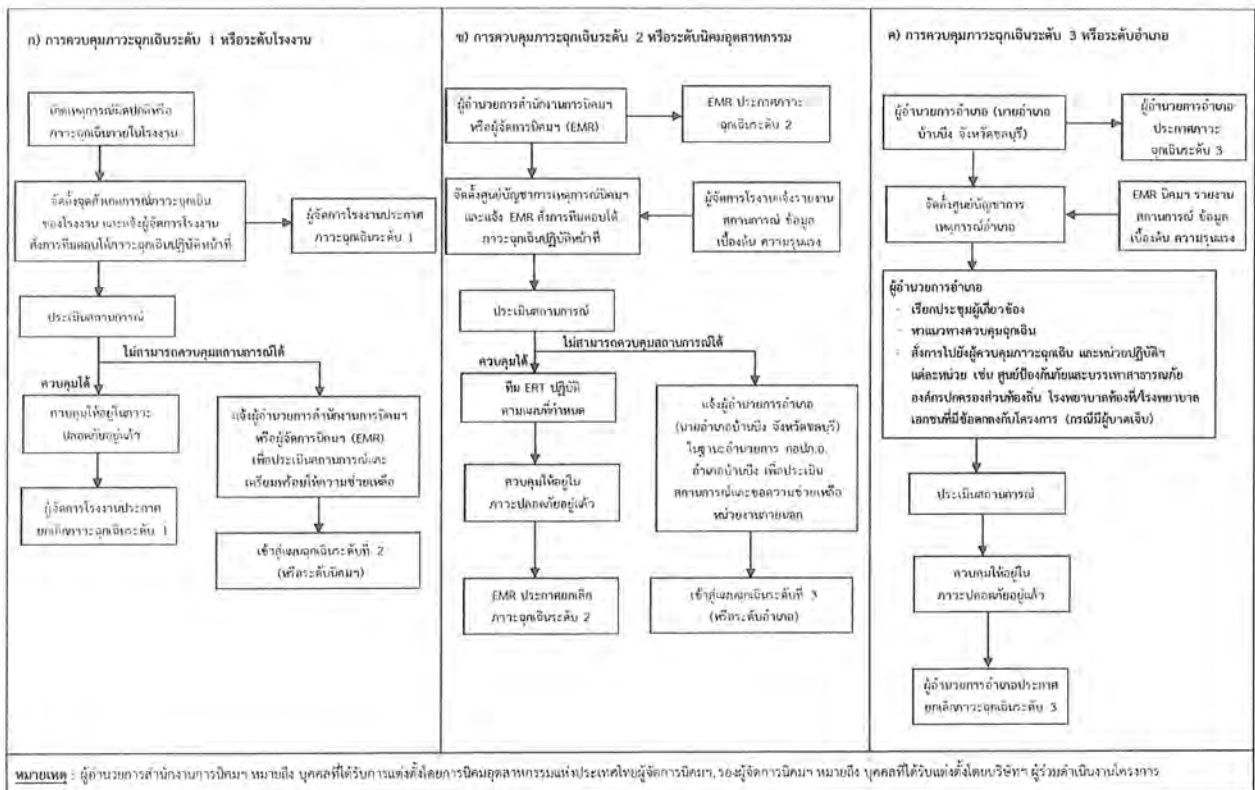 ก) การควบคุมภาวะฉุกเฉินระดับ 1 หรือระดับโรงงาน
เกิดเหตุการณ์ผิดปกติหรือ
ภาวะฉุกเฉินภายในโรงงาน
จัดตั้งจุดสังเกตการณ์ภาวะฉุกเฉิน
ของโรงงาน และแจ้งผู้จัดการโรงงาน
สั่งการทีมตอบโต้ภาวะฉุกเฉินปฏิบัติหน้าที่
ผู้จัดการโรงงานประกาศ
ภาวะฉุกเฉินระดับ 1
ประเมินสถานการณ์
ไม่สามารถควบคุมสถานการณ์ได้
ควบคุมได้
ควบคุมให้อยู่ในภาวะ
ปลอดภัยอยู่แล้ว
แจ้งผู้อำนวยการสำนักงานการนิคมฯ
หรือผู้จัดการนิคมฯ (EMR)
เพื่อประเมินสถานการณ์และ
เตรียมพร้อมให้ความช่วยเหลือ
ผู้จัดการโรงงานประกาศ
ยกเลิกภาวะฉุกเฉินระดับ 1
เข้าสู่แผนฉุกเฉินระดับที่ 2
(หรือระดับนิคมฯ)
ข) การควบคุมภาวะฉุกเฉินระดับ 2 หรือระดับนิคมอุตสาหกรรม
ผู้อำนวยการสำนักงานการนิคมฯ
หรือผู้จัดการนิคมฯ (EMR)
EMR ประกาศภาวะ
ฉุกเฉินระดับ 2
จัดตั้งศูนย์บัญชาการเหตุการณ์นิคมฯ
และแจ้ง EMR สั่งการทีมตอบโต้
ภาวะฉุกเฉินปฏิบัติหน้าที่
ผู้จัดการโรงงานแจ้งรายงาน
สถานการณ์ ข้อมูล
เบื้องต้น ความรุนแรง
ประเมินสถานการณ์
ไม่สามารถควบคุมสถานการณ์ได้
ควบคุมได้
ทีม ERT ปฏิบัติ
ตามแผนที่กำหนด
แจ้งผู้อำนวยการอำเภอ
(นายอำเภอบ้านบึง จังหวัดชลบุรี)
ในฐานะอำนวยการ กอปภ.อ.
อำเภอบ้านบึง เพื่อประเมิน
สถานการณ์และขอความช่วยเหลือ
หน่วยงานภายนอก
ควบคุมให้อยู่ใน
ภาวะปลอดภัยอยู่แล้ว
EMR ประกาศยกเลิก
ภาวะฉุกเฉินระดับ 2
เข้าสู่แผนฉุกเฉินระดับที่ 3
(หรือระดับอำเภอ)
ค) การควบคุมภาวะฉุกเฉินระดับ 3 หรือระดับอำเภอ
ผู้อำนวยการอำเภอ (นายอำเภอ
บ้านบึง จังหวัดชลบุรี)
ผู้อำนวยการอำเภอ
ประกาศภาวะ
ฉุกเฉินระดับ 3
จัดตั้งศูนย์บัญชาการ
เหตุการณ์อำเภอ
EMR นิคมฯ รายงาน
สถานการณ์ ข้อมูล
เบื้องต้น ความรุนแรง
ผู้อำนวยการอำเภอ
- เรียกประชุมผู้เกี่ยวข้อง
- หาแนวทางควบคุมฉุกเฉิน
- สั่งการไปยังผู้ควบคุมภาวะฉุกเฉิน และหน่วยปฏิบัติฯ
แต่ละหน่วย เช่น ศูนย์ป้องกันภัยและบรรเทาสาธารณภัย
องค์กรปกครองส่วนท้องถิ่น โรงพยาบาลท้องที่/โรงพยาบาล
เอกชนที่มีข้อตกลงกับโครงการ (กรณีมีผู้บาดเจ็บ)
ประเมินสถานการณ์
ควบคุมให้อยู่ใน
ภาวะปลอดภัยอยู่แล้ว
ผู้อำนวยการอำเภอประกาศ
ยกเลิกภาวะฉุกเฉินระดับ 3
หมายเหตุ : ผู้อำนวยการสำนักงานการนิคมฯ หมายถึง บุคคลที่ได้รับการแต่งตั้งโดยการนิคมอุตสาหกรรมแห่งประเทศไทยผู้จัดการนิคมฯ, รองผู้จัดการนิคมฯ หมายถึง บุคคลที่ได้รับแต่งตั้งโดยบริษัทฯ ผู้ร่วมดำเนินงานโครงการ